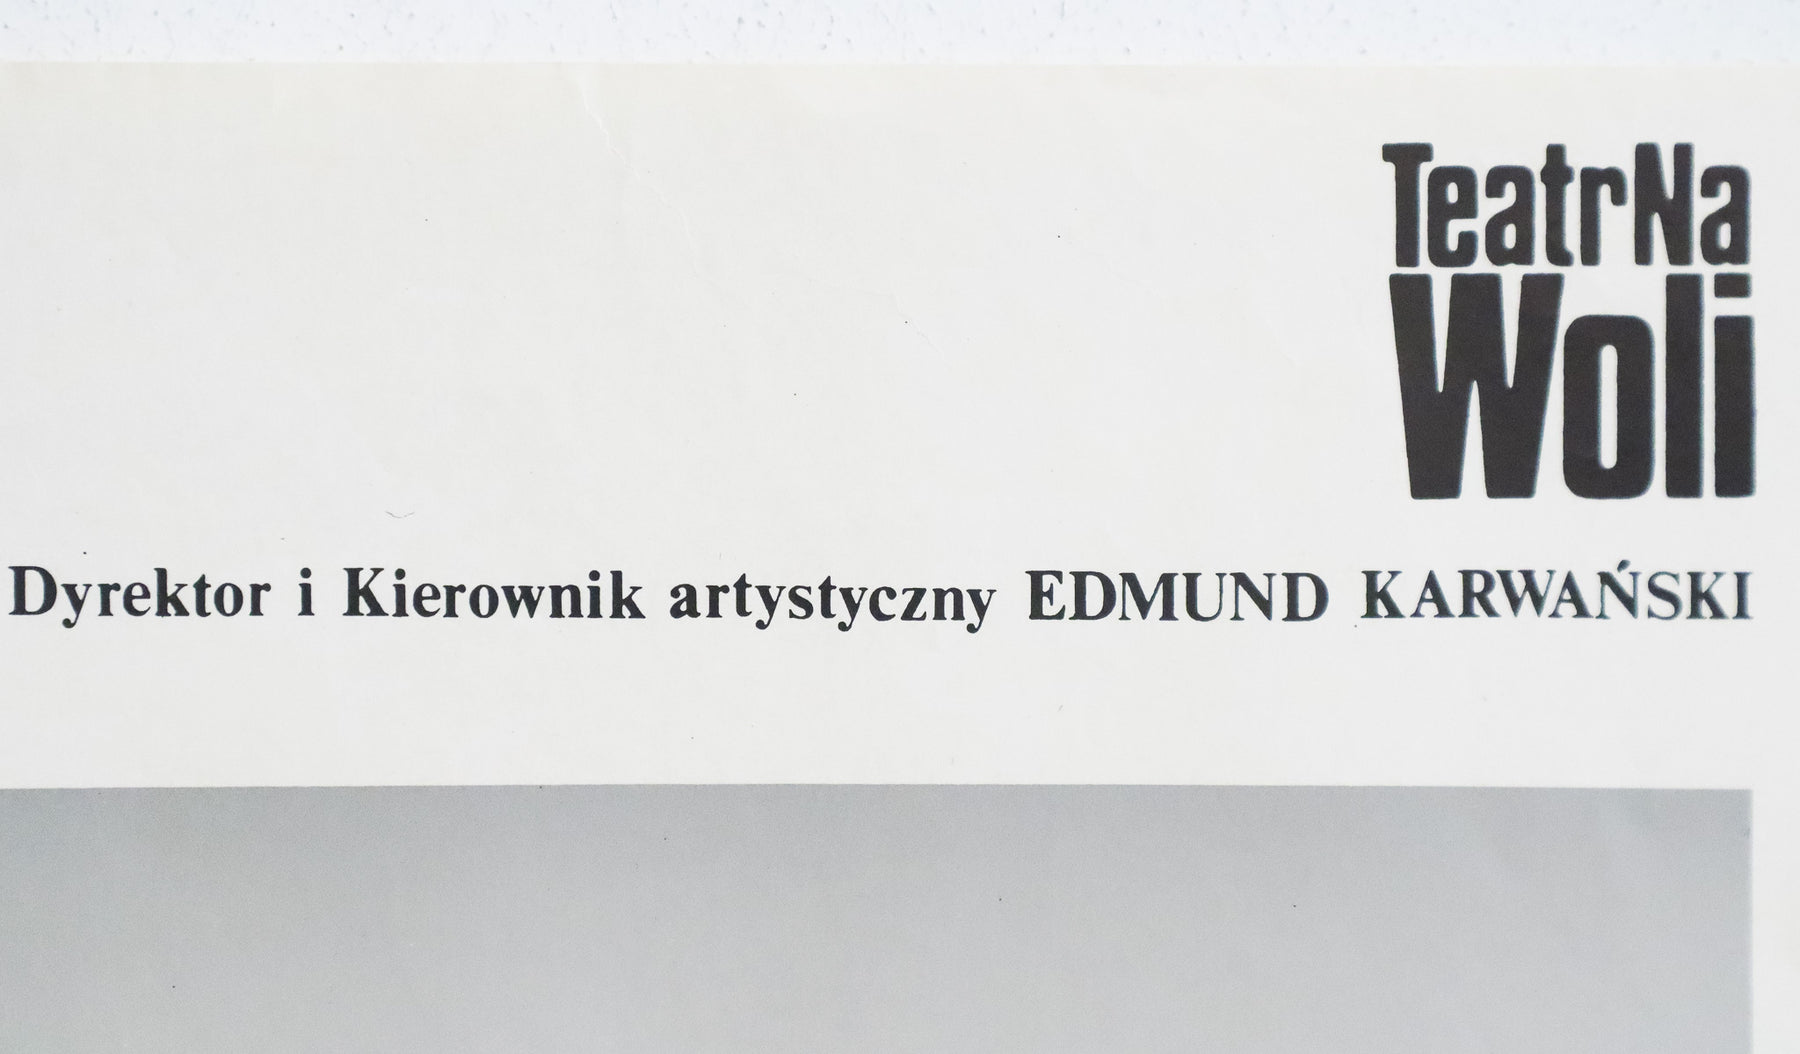 TeatrNa
Woli
Dyrektor i Kierownik artystyczny EDMUND KARWAŃSKI